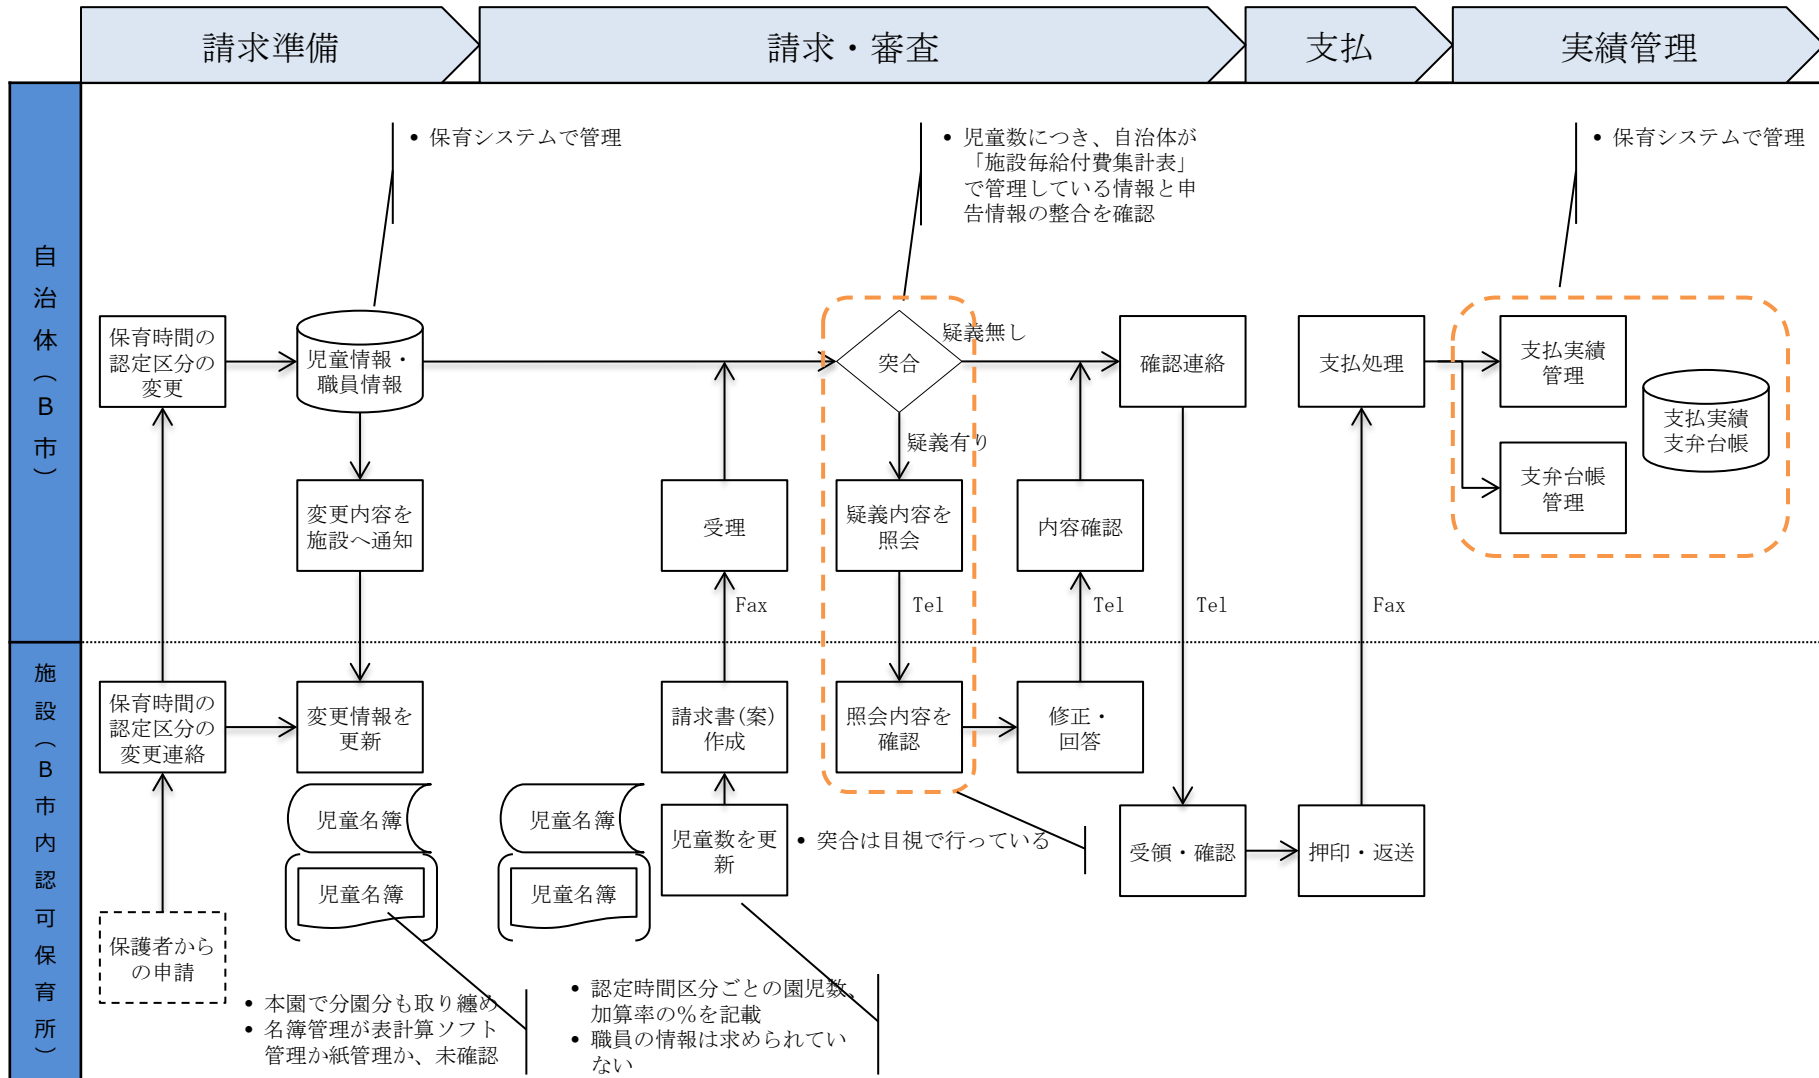 請求準備
請求・審査
支払
実績管理
自治体（B市）
• 保育システムで管理
• 児童数につき、自治体が
「施設毎給付費集計表」
で管理している情報と申
告情報の整合を確認
• 保育システムで管理
保育時間の
認定区分の
変更
児童情報・
職員情報
突合
疑義無し
確認連絡
支払処理
支払実績
管理
支払実績
支弁台帳
疑義有り
変更内容を
施設へ通知
受理
疑義内容を
照会
内容確認
支弁台帳
管理
Fax
Tel
Tel
Tel
Fax
施設（B市内認可保育所）
保育時間の
認定区分の
変更連絡
変更情報を
更新
請求書(案)
作成
照会内容を
確認
修正・
回答
児童名簿
児童名簿
児童数を更
新
• 突合は目視で行っている
受領・確認
押印・返送
児童名簿
児童名簿
保護者から
の申請
• 本園で分園分も取り纏め
• 名簿管理が表計算ソフト
管理か紙管理か、未確認
• 認定時間区分ごとの園児数、
加算率の%を記載
• 職員の情報は求められてい
ない